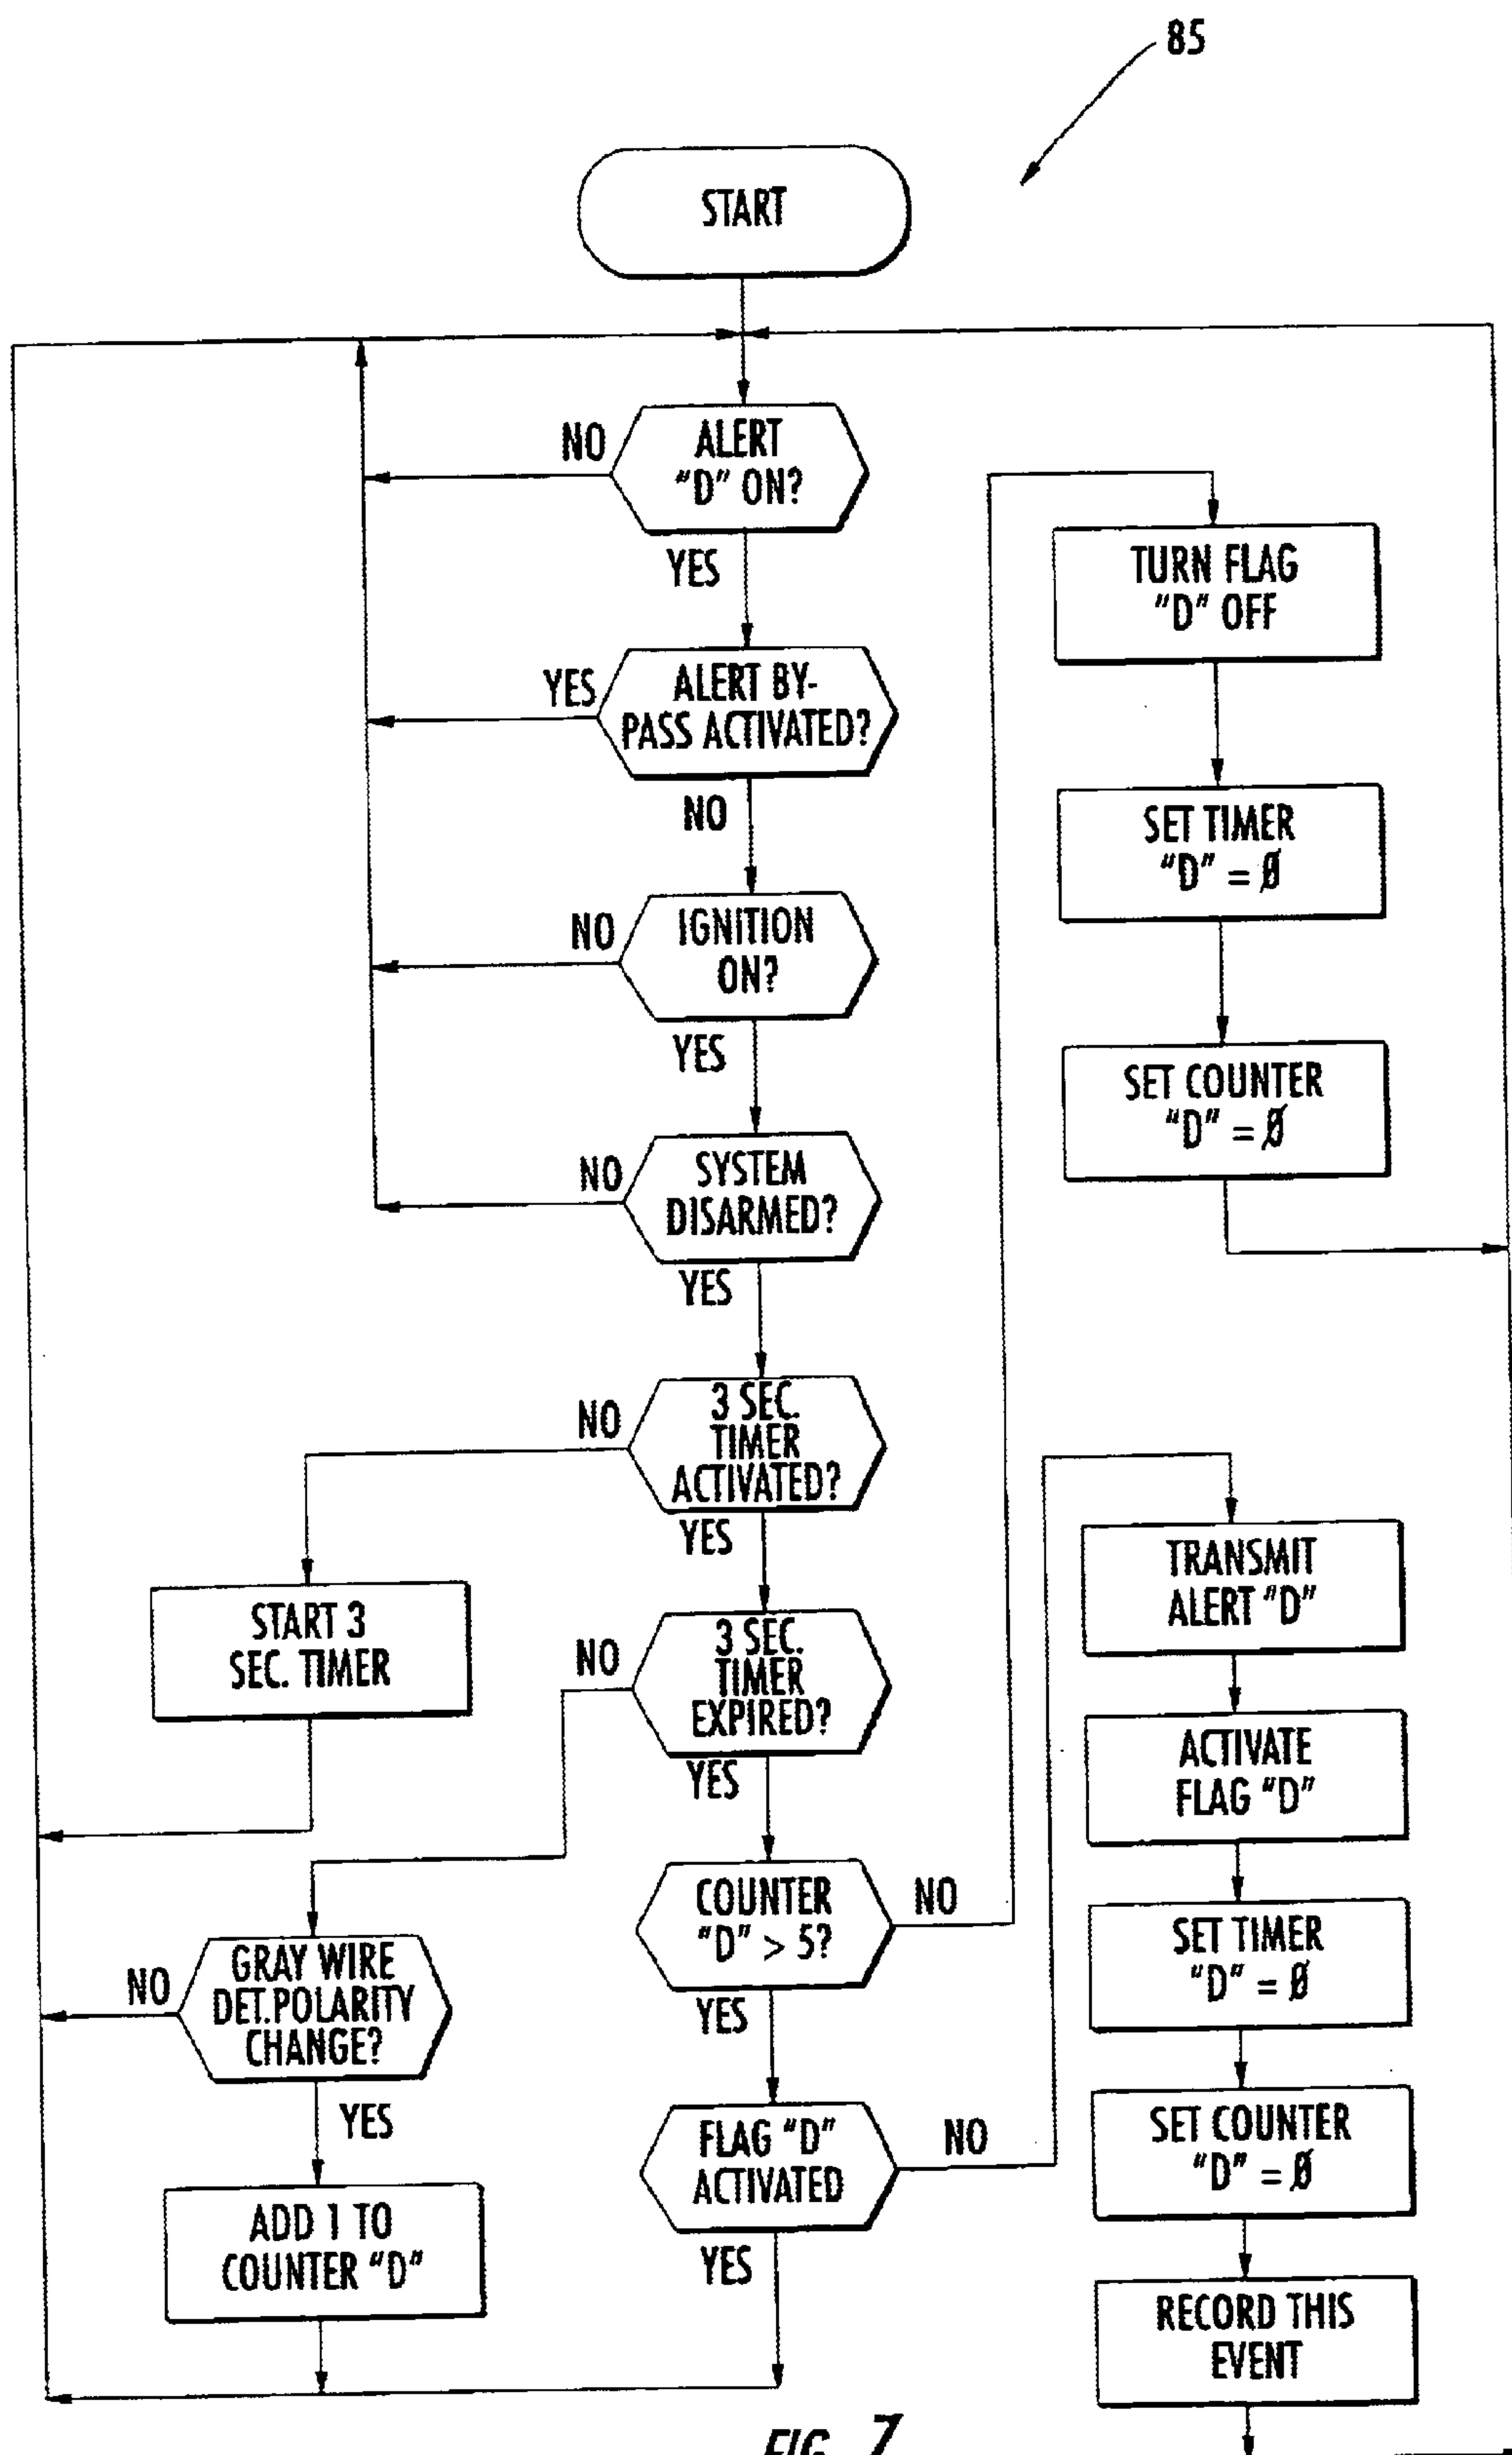 85
START
ALERT
"D" ON?
NO
YES
ALERT BY-
PASS ACTIVATED?
YES
NO
IGNITION
ON?
NO
YES
SYSTEM
DISARMED?
NO
YES
3 SEC.
TIMER
ACTIVATED?
NO
YES
START 3
SEC. TIMER
3 SEC.
TIMER
EXPIRED?
NO
YES
GRAY WIRE
DET.POLARITY
CHANGE?
NO
YES
ADD 1 TO
COUNTER "D"
COUNTER
"D" > 5?
NO
YES
FLAG "D"
ACTIVATED
NO
YES
TURN FLAG
"D" OFF
SET TIMER
"D" = Ø
SET COUNTER
"D" = Ø
TRANSMIT
ALERT "D"
ACTIVATE
FLAG "D"
SET TIMER
"D" = Ø
SET COUNTER
"D" = Ø
RECORD THIS
EVENT
FIG. 7